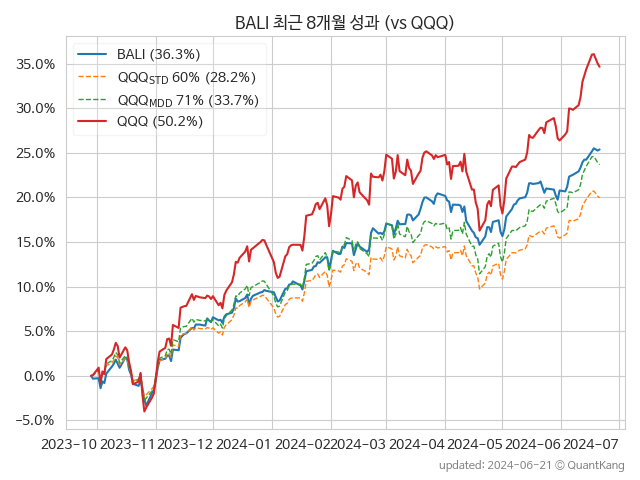 BALI 최근 8개월 성과 (vs QQQ)
BALI (36.3%)
QQQSTD 60% (28.2%)
QQQMDD 71% (33.7%)
QQQ (50.2%)
35.0%
30.0%
25.0%
20.0%
15.0%
10.0%
5.0%
0.0%
−5.0%
2023-10 2023-11 2023-12 2024-01 2024-02 2024-03 2024-04 2024-05 2024-06 2024-07
updated: 2024-06-21 © QuantKang